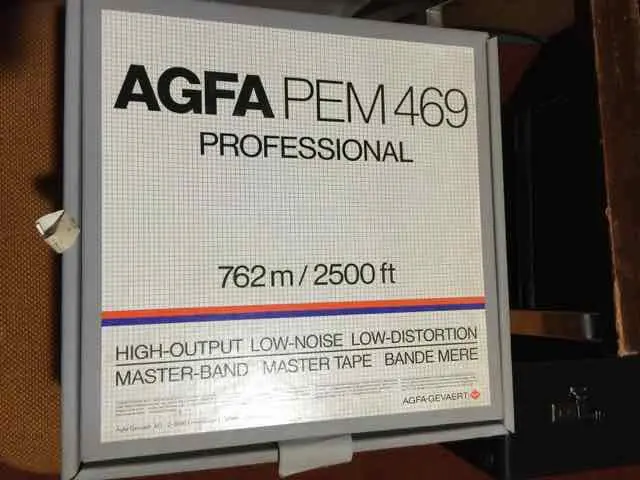 AGFA PEM 469
PROFESSIONAL
762 m / 2500 ft
HIGH-OUTPUT LOW-NOISE LOW-DISTORTION
MASTER-BAND MASTER TAPE BANDE MERE
AGFA-GEVAERT